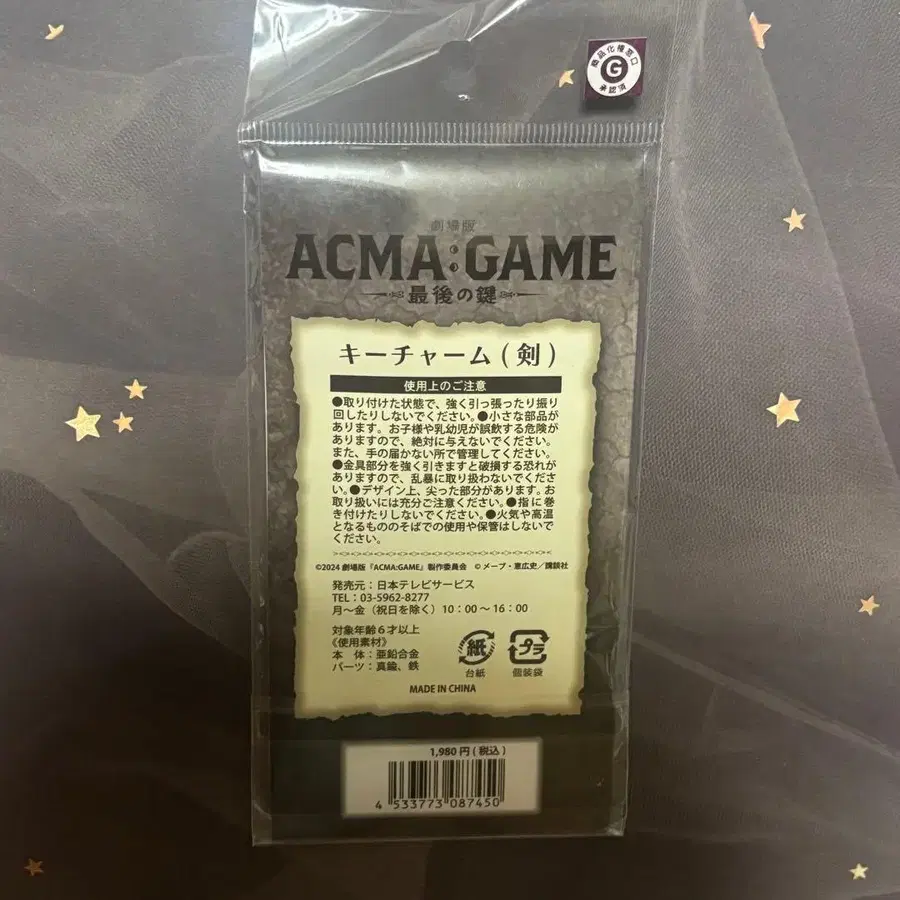 商品化権窓口
G
承認済
劇場版
ACMA:GAME
最後の鍵
キーチャーム(剣)
使用上のご注意
●取り付けた状態で、強く引っ張ったり振り
回したりしないでください。●小さな部品が
あります。お子様や乳幼児が誤飲する危険が
ありますので、絶対に与えないでください。
また、手の届かない所で管理してください。
●金具部分を強く引きますと破損する恐れが
ありますので、乱暴に取り扱わないでくださ
い。●デザイン上、尖った部分があります。お
取り扱いには充分ご注意ください。●指に巻
き付けたりしないでください。●火気や高温
となるもののそばでの使用や保管はしないで
ください。
©2024 劇場版『ACMA:GAME』製作委員会 ©メーブ・恵広史/講談社
発売元:日本テレビサービス
TEL:03-5962-8277
月～金(祝日を除く)10:00～16:00
対象年齢6才以上
《使用素材》
本 体:亜鉛合金
パーツ:真鍮、鉄
紙
台紙
プラ
個装袋
MADE IN CHINA
1,980円(税込)
4 533773 087450